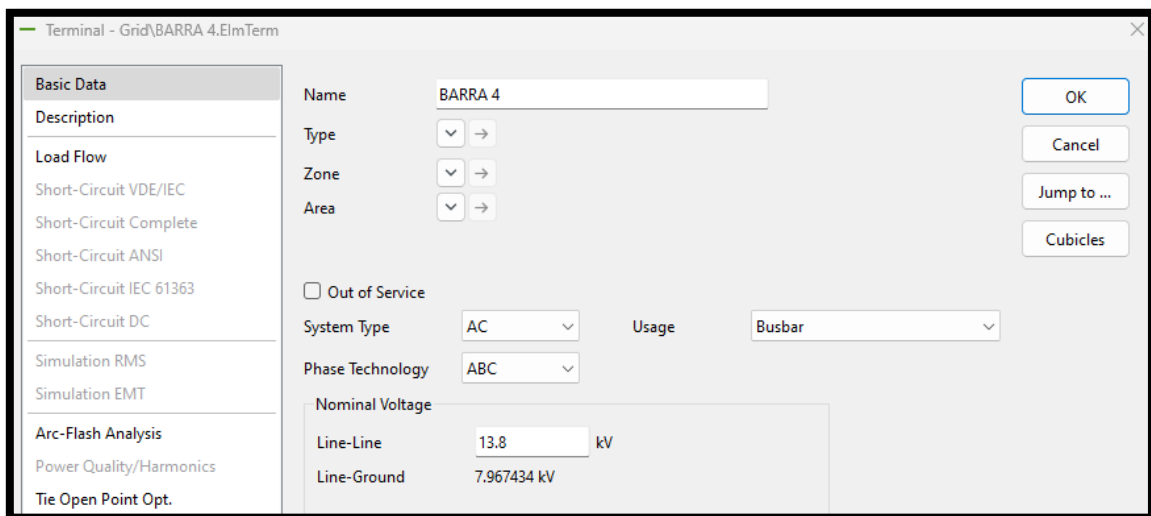 Terminal - Grid\BARRA 4.ElmTerm
Basic Data
Description
Load Flow
Short-Circuit VDE/IEC
Short-Circuit Complete
Short-Circuit ANSI
Short-Circuit IEC 61363
Short-Circuit DC
Simulation RMS
Simulation EMT
Arc-Flash Analysis
Power Quality/Harmonics
Tie Open Point Opt.
Name BARRA 4
Type
Zone
Area
Out of Service
System Type AC Usage Busbar
Phase Technology ABC
Nominal Voltage
Line-Line 13.8 kV
Line-Ground 7.967434 kV
OK
Cancel
Jump to ...
Cubicles